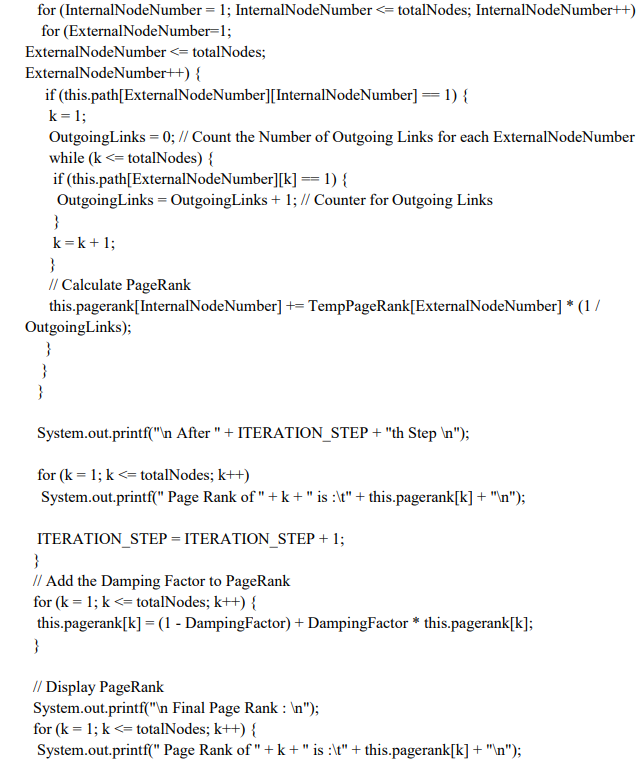 for (InternalNodeNumber = 1; InternalNodeNumber <= totalNodes; InternalNodeNumber++)
for (ExternalNodeNumber=1;
ExternalNodeNumber <= totalNodes;
ExternalNodeNumber++) {
if (this.path[ExternalNodeNumber][InternalNodeNumber] == 1) {
k = 1;
OutgoingLinks = 0; // Count the Number of Outgoing Links for each ExternalNodeNumber
while (k <= totalNodes) {
if (this.path[ExternalNodeNumber][k] == 1) {
OutgoingLinks = OutgoingLinks + 1; // Counter for Outgoing Links
}
k = k + 1;
}
// Calculate PageRank
this.pagerank[InternalNodeNumber] += TempPageRank[ExternalNodeNumber] * (1 /
OutgoingLinks);
}
}
}
System.out.printf("\n After " + ITERATION_STEP + "th Step \n");
for (k = 1; k <= totalNodes; k++)
System.out.printf(" Page Rank of " + k + " is :\t" + this.pagerank[k] + "\n");
ITERATION_STEP = ITERATION_STEP + 1;
}
// Add the Damping Factor to PageRank
for (k = 1; k <= totalNodes; k++) {
this.pagerank[k] = (1 - DampingFactor) + DampingFactor * this.pagerank[k];
}
// Display PageRank
System.out.printf("\n Final Page Rank : \n");
for (k = 1; k <= totalNodes; k++) {
System.out.printf(" Page Rank of " + k + " is :\t" + this.pagerank[k] + "\n");